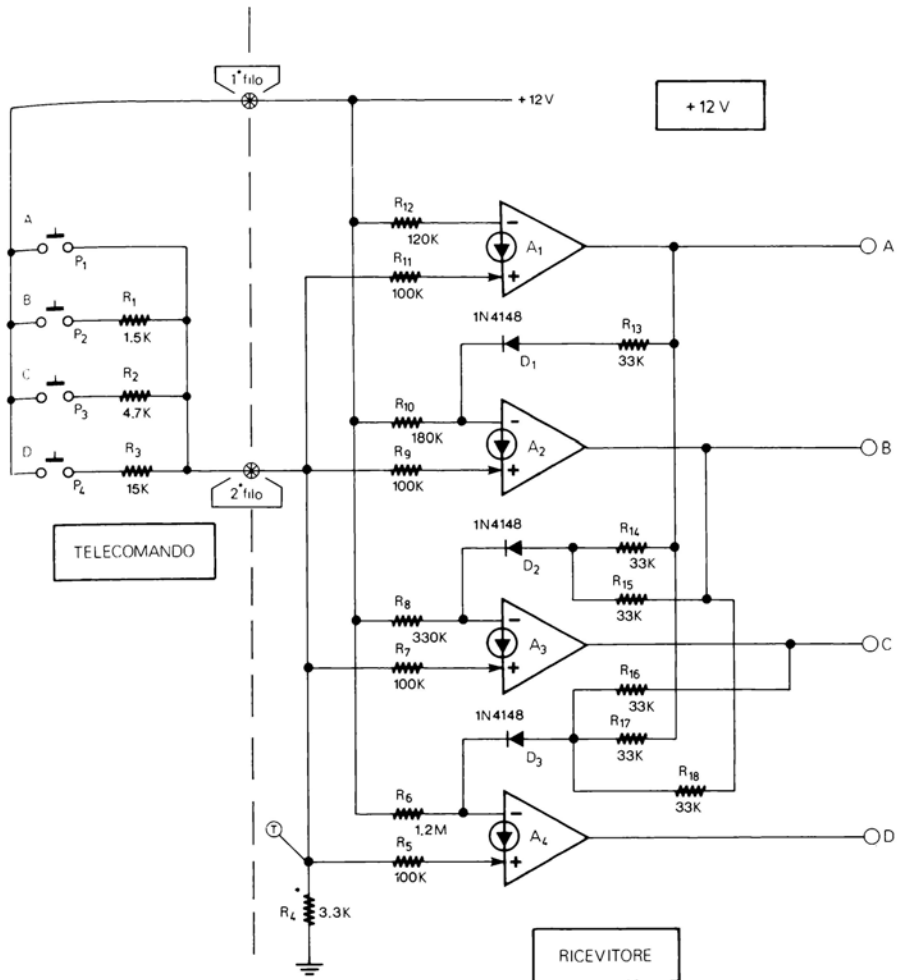 1° filo
+ 12 V
+ 12 V
A
P1
B
P2
R1
1.5K
C
P3
R2
4.7K
D
P4
R3
15K
2° filo
TELECOMANDO
R12
120K
R11
100K
−
A1
+
A
1N4148
D1
R13
33K
R10
180K
R9
100K
−
A2
+
B
1N4148
D2
R14
33K
R15
33K
R8
330K
R7
100K
−
A3
+
C
R16
33K
1N4148
D3
R17
33K
R18
33K
R6
1,2M
R5
100K
−
A4
+
D
T
R4
3.3K
RICEVITORE